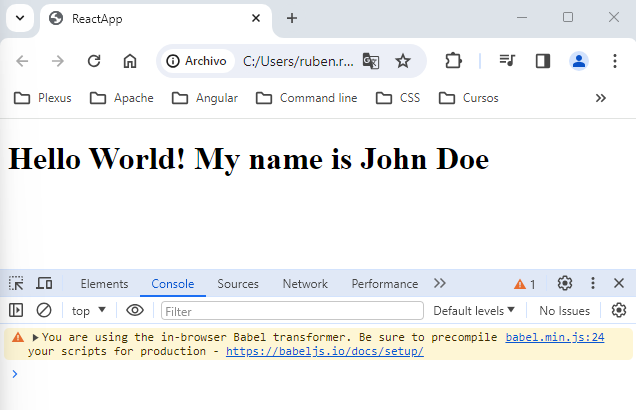 ReactApp
Archivo C:/Users/ruben.r...
Plexus Apache Angular Command line CSS Cursos
Hello World! My name is John Doe
Elements Console Sources Network Performance 1
top Filter Default levels No Issues
You are using the in-browser Babel transformer. Be sure to precompile babel.min.js:24
your scripts for production - https://babeljs.io/docs/setup/